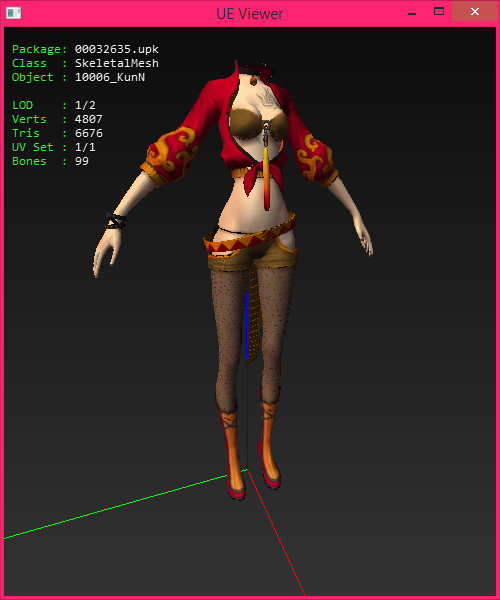 UE Viewer
Package: 00032635.upk
Class  : SkeletalMesh
Object : 10006_KunN
LOD    : 1/2
Verts  : 4807
Tris   : 6676
UV Set : 1/1
Bones  : 99